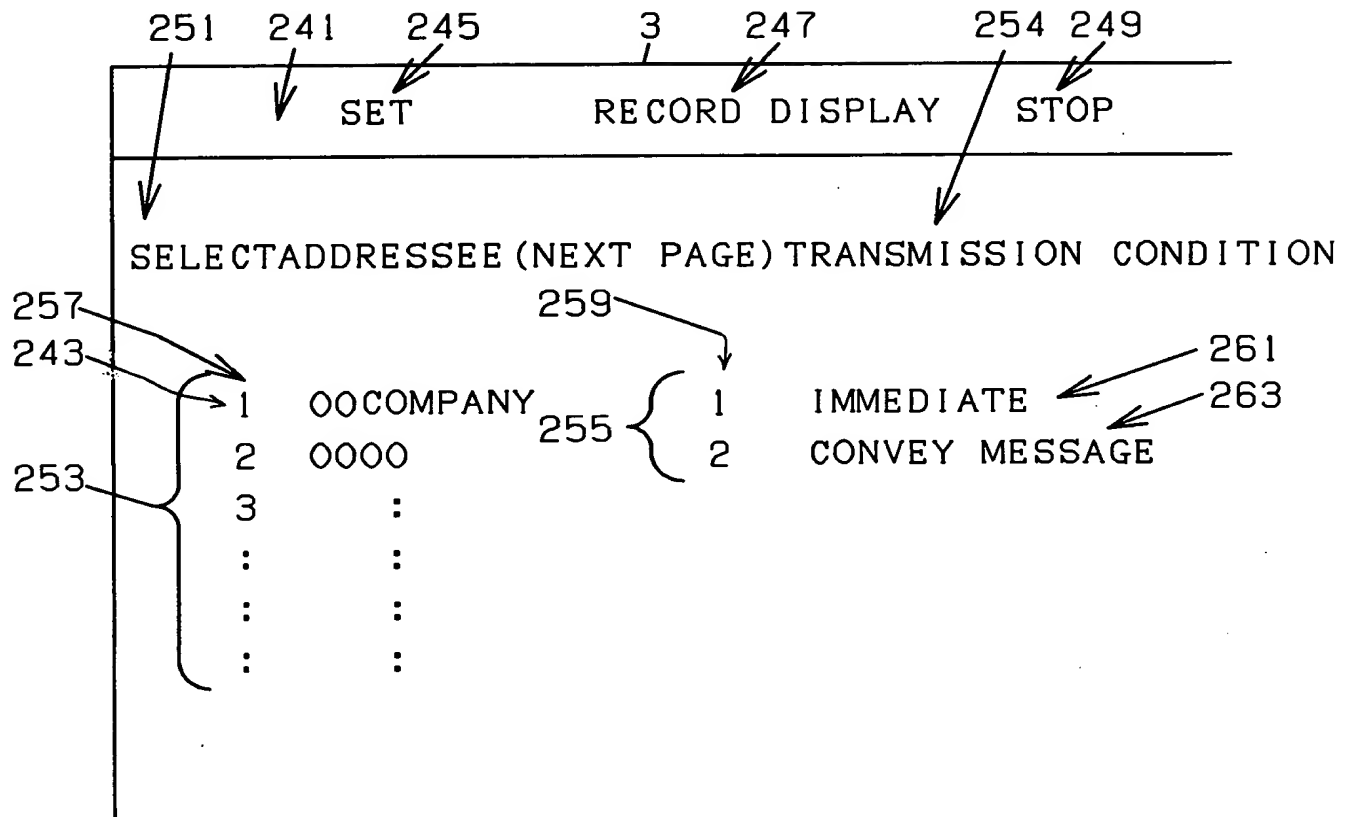 251 241 245 3 247 254 249
SET RECORD DISPLAY STOP
SELECTADDRESSEE(NEXT PAGE)TRANSMISSION CONDITION
257 259
243 261
1 OOCOMPANY 1 IMMEDIATE 263
255
2 OOOO 2 CONVEY MESSAGE
253
3 :
: :
: :
: :